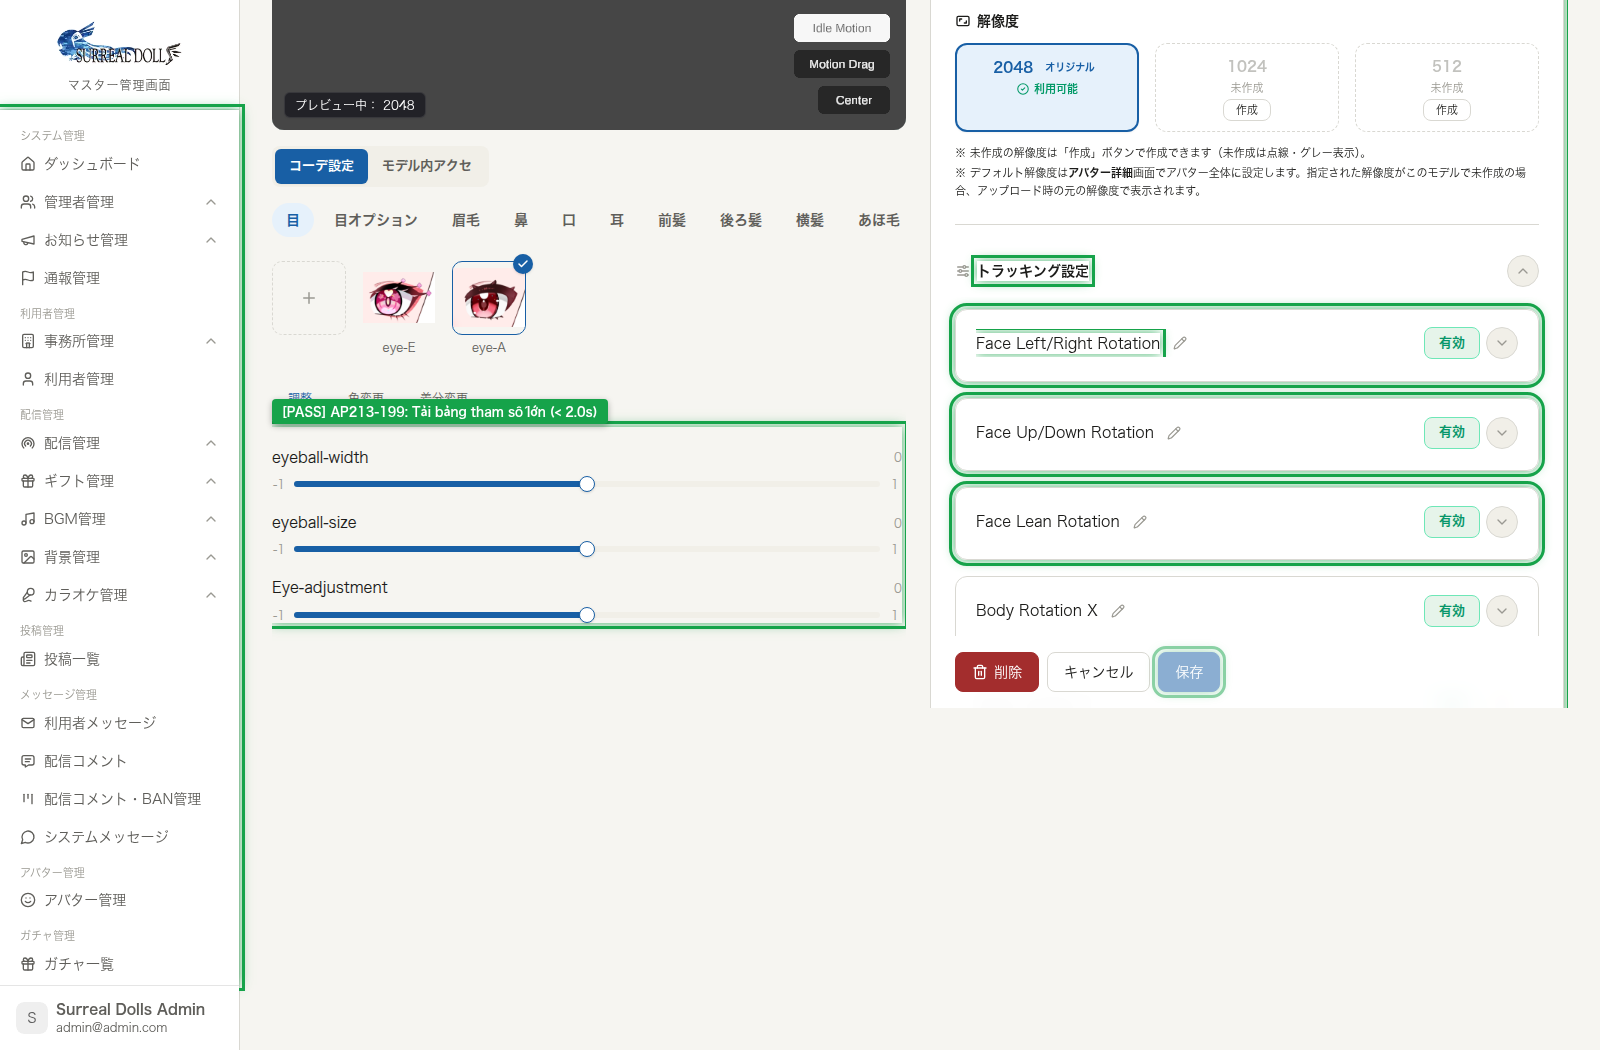 SURREAL DOLLS
マスター管理画面
システム管理
ダッシュボード
管理者管理
お知らせ管理
通報管理
利用者管理
事務所管理
利用者管理
配信管理
配信管理
ギフト管理
BGM管理
背景管理
カラオケ管理
投稿管理
投稿一覧
メッセージ管理
利用者メッセージ
配信コメント
配信コメント・BAN管理
システムメッセージ
アバター管理
アバター管理
ガチャ管理
ガチャ一覧
S
Surreal Dolls Admin
admin@admin.com
Idle Motion
Motion Drag
Center
プレビュー中： 2048
コーデ設定 モデル内アクセ
目 目オプション 眉毛 鼻 口 耳 前髪 後ろ髪 横髪 あほ毛
+
eye-E eye-A
調整 色変更 差分変更
[PASS] AP213-199: Tải bảng tham số lớn (< 2.0s)
eyeball-width 0
-1 1
eyeball-size 0
-1 1
Eye-adjustment 0
-1 1
解像度
2048 オリジナル
利用可能
1024
未作成
作成
512
未作成
作成
※ 未作成の解像度は「作成」ボタンで作成できます（未作成は点線・グレー表示）。
※ デフォルト解像度はアバター詳細画面でアバター全体に設定します。指定された解像度がこのモデルで未作成の場
合、アップロード時の元の解像度で表示されます。
トラッキング設定
Face Left/Right Rotation 有効
Face Up/Down Rotation 有効
Face Lean Rotation 有効
Body Rotation X 有効
削除 キャンセル 保存